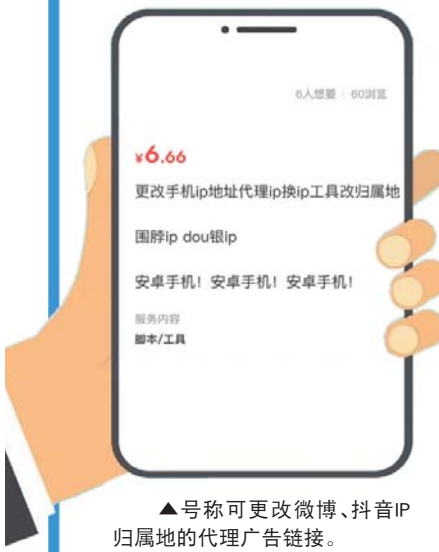 6人想要 | 60浏览
¥6.66
更改手机ip地址代理ip换ip工具改归属地
围脖ip dou银ip
安卓手机！安卓手机！安卓手机！
服务内容
脚本/工具
▲号称可更改微博、抖音IP
归属地的代理广告链接。